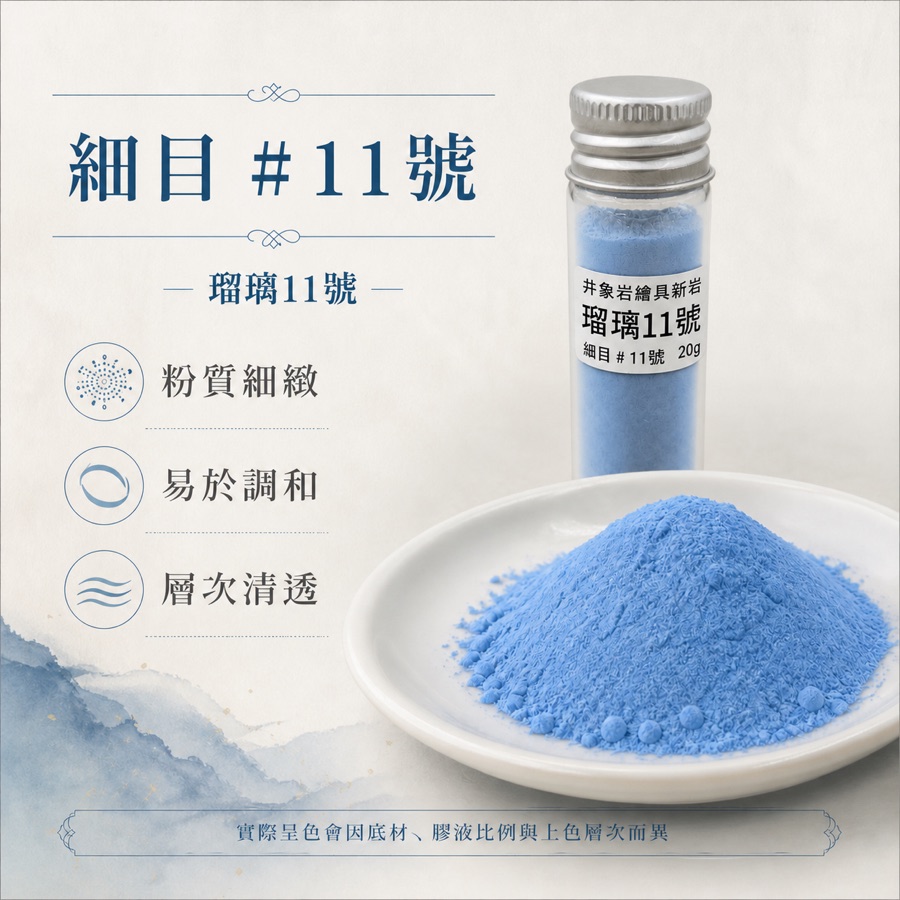 細目 #11號
瑠璃11號
粉質細緻
易於調和
層次清透
井象岩繪具新岩
瑠璃11號
細目 #11號 20g
實際呈色會因底材、膠液比例與上色層次而異